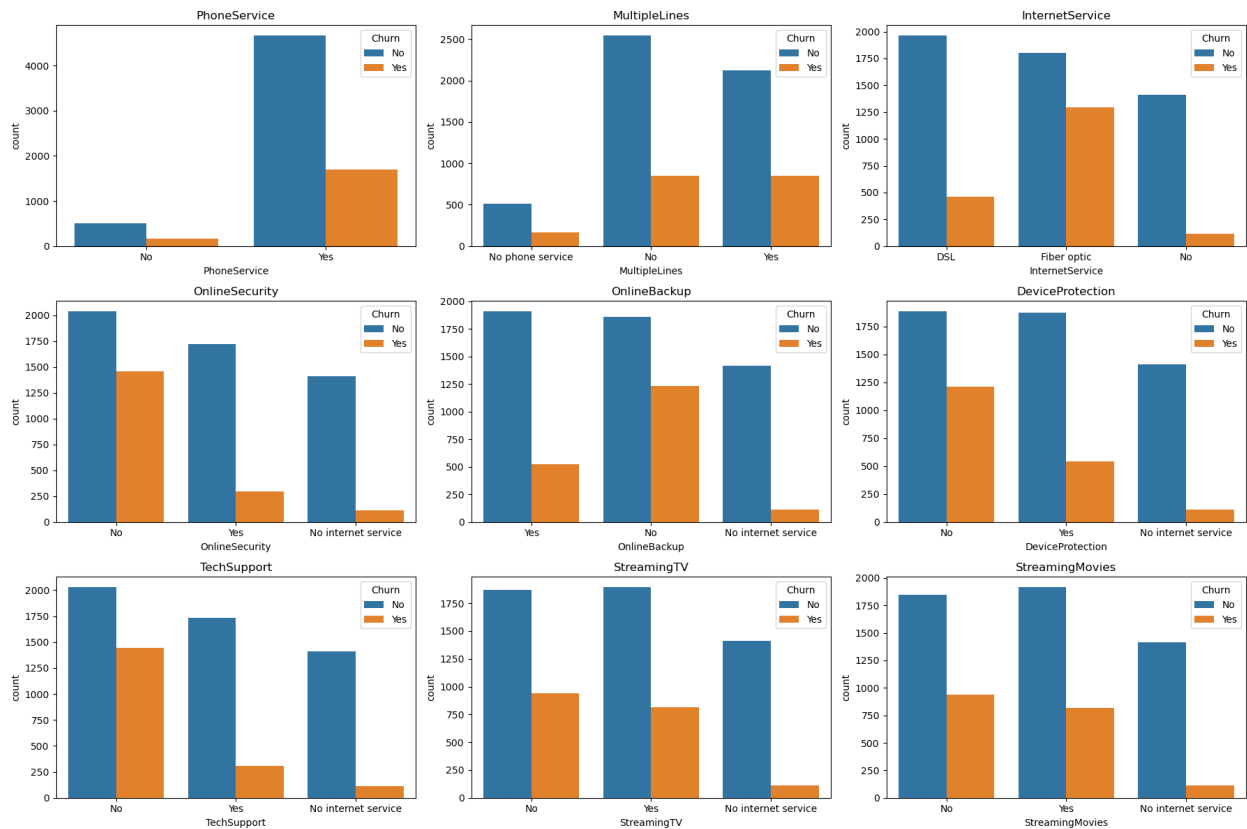 PhoneService
Churn
No
Yes
4000
3000
2000
1000
0
count
No
Yes
PhoneService
MultipleLines
Churn
No
Yes
2500
2000
1500
1000
500
0
count
No phone service
No
Yes
MultipleLines
InternetService
Churn
No
Yes
2000
1750
1500
1250
1000
750
500
250
0
count
DSL
Fiber optic
No
InternetService
OnlineSecurity
Churn
No
Yes
2000
1750
1500
1250
1000
750
500
250
0
count
No
Yes
No internet service
OnlineSecurity
OnlineBackup
Churn
No
Yes
2000
1750
1500
1250
1000
750
500
250
0
count
Yes
No
No internet service
OnlineBackup
DeviceProtection
Churn
No
Yes
1750
1500
1250
1000
750
500
250
0
count
No
Yes
No internet service
DeviceProtection
TechSupport
Churn
No
Yes
2000
1750
1500
1250
1000
750
500
250
0
count
No
Yes
No internet service
TechSupport
StreamingTV
Churn
No
Yes
1750
1500
1250
1000
750
500
250
0
count
No
Yes
No internet service
StreamingTV
StreamingMovies
Churn
No
Yes
2000
1750
1500
1250
1000
750
500
250
0
count
No
Yes
No internet service
StreamingMovies